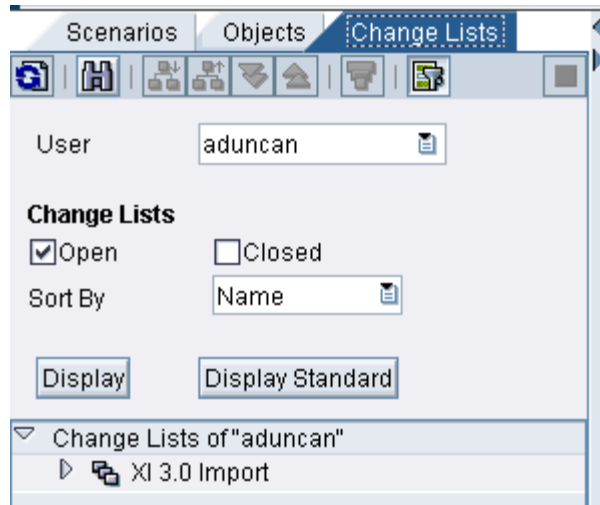 Scenarios Objects Change Lists
User aduncan
Change Lists
Open Closed
Sort By Name
Display Display Standard
Change Lists of "aduncan"
XI 3.0 Import